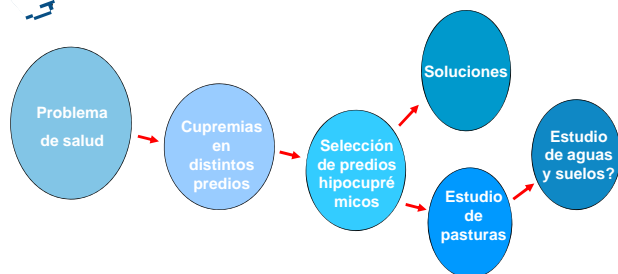 Problema
de salud
Cupremias
en
distintos
predios
Selección
de predios
hipocupré
micos
Soluciones
Estudio
de
pasturas
Estudio
de aguas
y suelos?